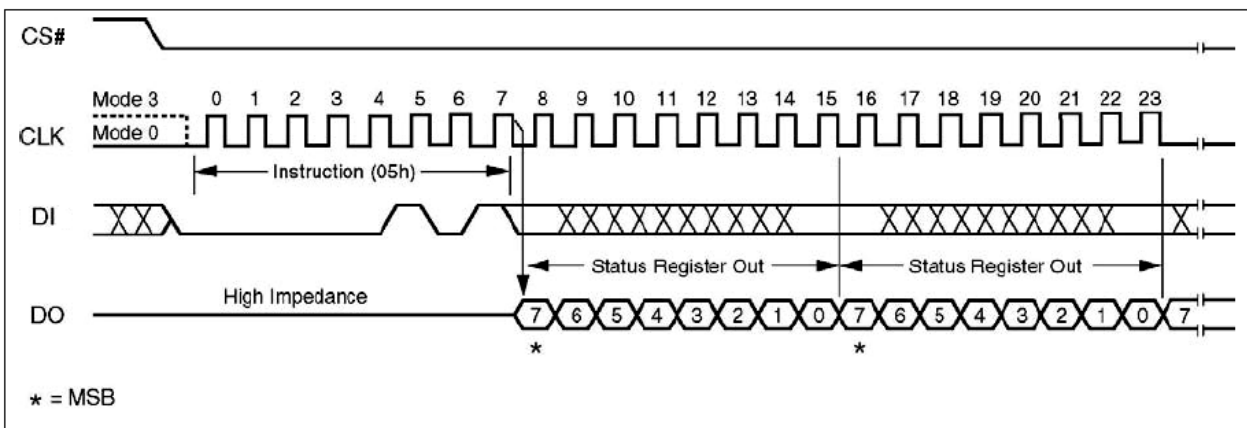 CS#
Mode 3 0 1 2 3 4 5 6 7 8 9 10 11 12 13 14 15 16 17 18 19 20 21 22 23
CLK Mode 0
Instruction (05h)
DI
Status Register Out Status Register Out
High Impedance
DO 7 6 5 4 3 2 1 0 7 6 5 4 3 2 1 0 7
* *
* = MSB